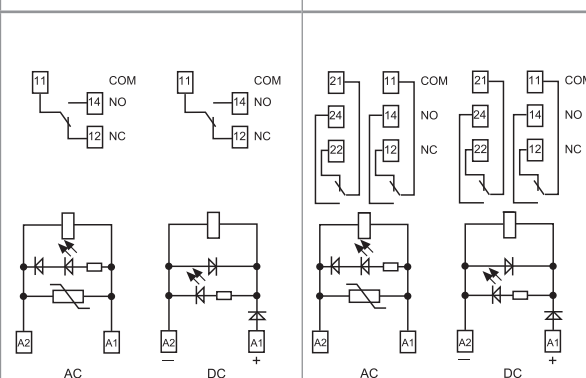 11 COM 11 COM 21 11 COM 21 11
14 NO 14 NO 24 14 NO 24 14 NO
12 NC 12 NC 22 12 NC 22 12 NC
A2 A1 A2 A1 A2 A1 A2 A1
— + — +
AC DC AC DC